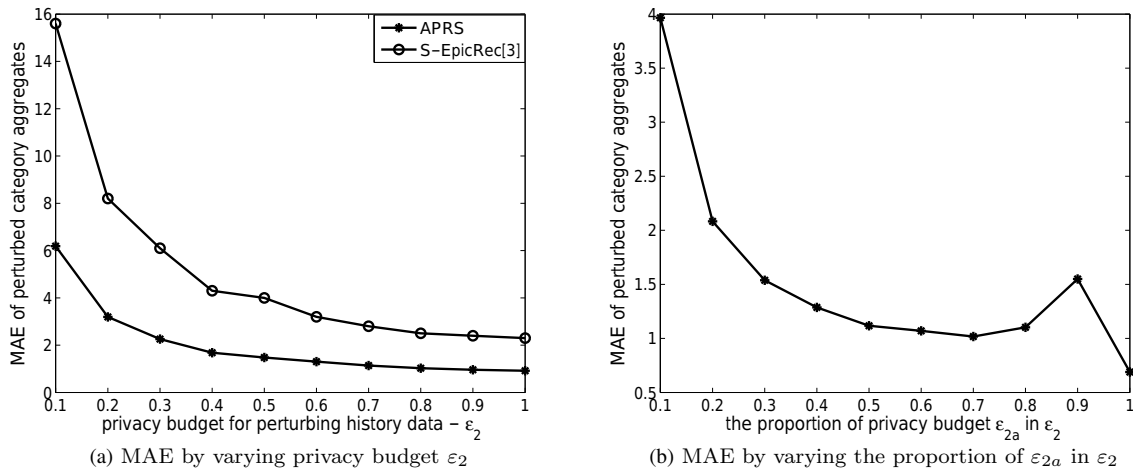 MAE of perturbed category aggregates
16
14
12
10
8
6
4
2
0
APRS
S−EpicRec[3]
0.1 0.2 0.3 0.4 0.5 0.6 0.7 0.8 0.9 1
privacy budget for perturbing history data − ε2
(a) MAE by varying privacy budget ε2
MAE of perturbed category aggregates
4
3.5
3
2.5
2
1.5
1
0.5
0.1 0.2 0.3 0.4 0.5 0.6 0.7 0.8 0.9 1
the proportion of privacy budget ε2a in ε2
(b) MAE by varying the proportion of ε2a in ε2